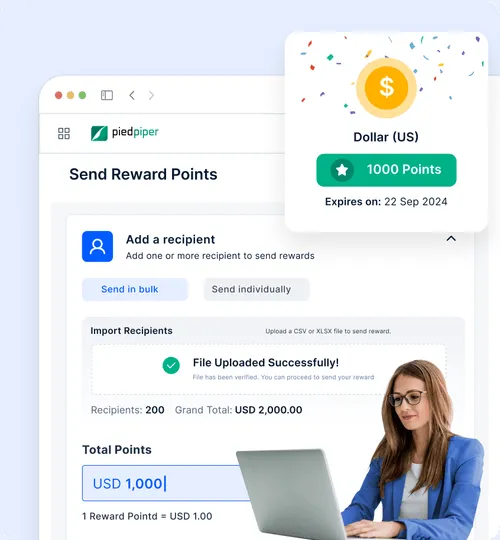 piedpiper
Send Reward Points
$
Dollar (US)
1000 Points
Expires on: 22 Sep 2024
Add a recipient
Add one or more recipient to send rewards
Send in bulk
Send individually
Import Recipients
Upload a CSV or XLSX file to send reward.
File Uploaded Successfully!
File has been verified. You can proceed to send your reward
Recipients: 200 Grand Total: USD 2,000.00
Total Points
USD 1,000
1 Reward Pointd = USD 1.00